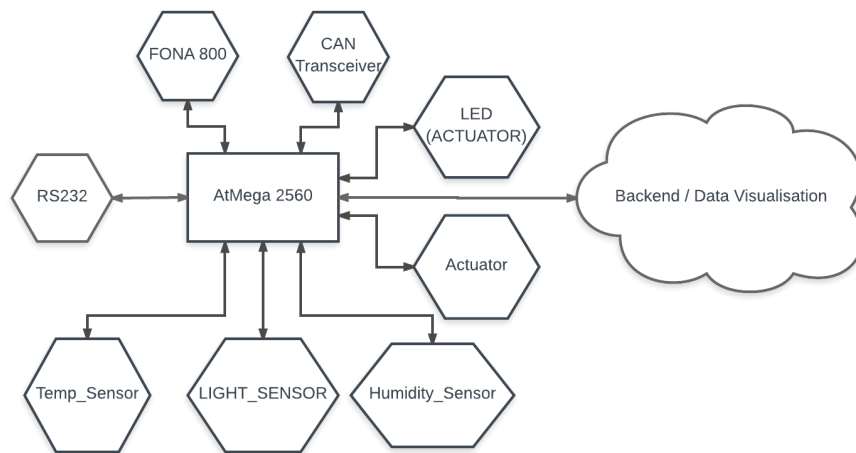 FONA 800
CAN
Transceiver
LED
(ACTUATOR)
RS232
AtMega 2560
Backend / Data Visualisation
Actuator
Temp_Sensor
LIGHT_SENSOR
Humidity_Sensor